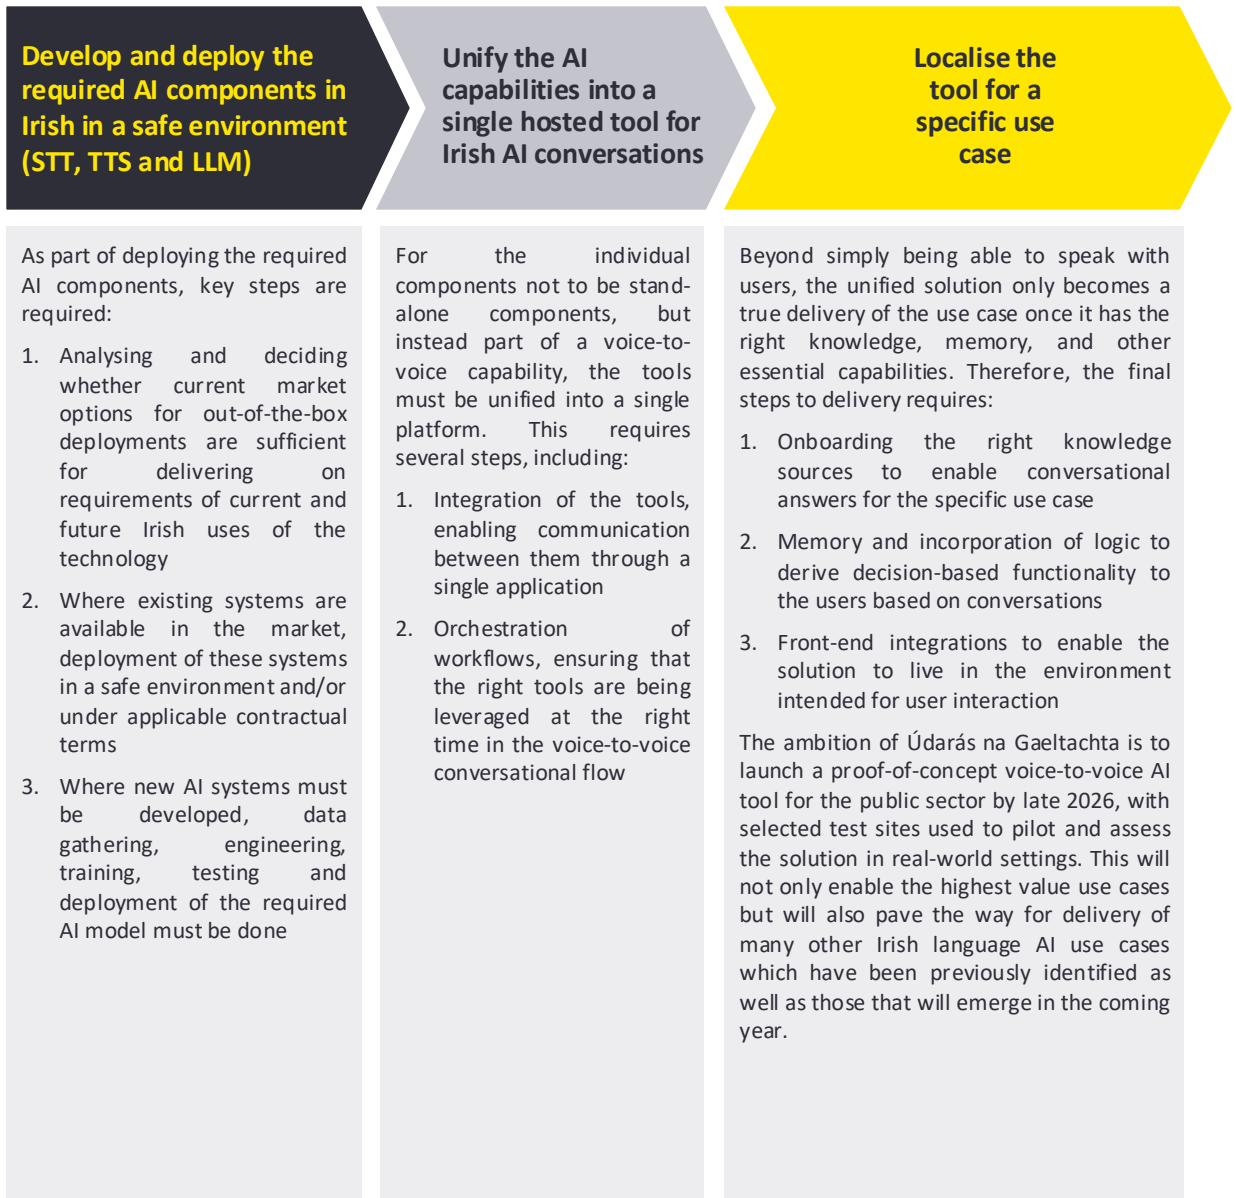 Develop and deploy the
required AI components in
Irish in a safe environment
(STT, TTS and LLM)
Unify the AI
capabilities into a
single hosted tool for
Irish AI conversations
Localise the
tool for a
specific use
case
As part of deploying the required
AI components, key steps are
required:
1. Analysing and deciding
whether current market
options for out-of-the-box
deployments are sufficient
for delivering on
requirements of current and
future Irish uses of the
technology
2. Where existing systems are
available in the market,
deployment of these systems
in a safe environment and/or
under applicable contractual
terms
3. Where new AI systems must
be developed, data
gathering, engineering,
training, testing and
deployment of the required
AI model must be done
For the individual
components not to be stand-
alone components, but
instead part of a voice-to-
voice capability, the tools
must be unified into a single
platform. This requires
several steps, including:
1. Integration of the tools,
enabling communication
between them through a
single application
2. Orchestration of
workflows, ensuring that
the right tools are being
leveraged at the right
time in the voice-to-voice
conversational flow
Beyond simply being able to speak with
users, the unified solution only becomes a
true delivery of the use case once it has the
right knowledge, memory, and other
essential capabilities. Therefore, the final
steps to delivery requires:
1. Onboarding the right knowledge
sources to enable conversational
answers for the specific use case
2. Memory and incorporation of logic to
derive decision-based functionality to
the users based on conversations
3. Front-end integrations to enable the
solution to live in the environment
intended for user interaction
The ambition of Údarás na Gaeltachta is to
launch a proof-of-concept voice-to-voice AI
tool for the public sector by late 2026, with
selected test sites used to pilot and assess
the solution in real-world settings. This will
not only enable the highest value use cases
but will also pave the way for delivery of
many other Irish language AI use cases
which have been previously identified as
well as those that will emerge in the coming
year.